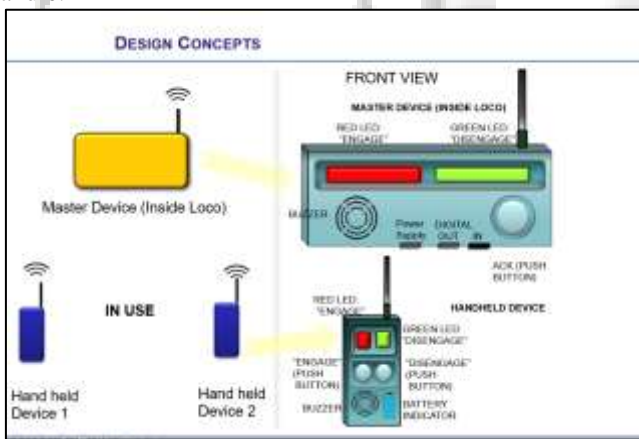 DESIGN CONCEPTS
FRONT VIEW
MASTER DEVICE (INSIDE LOCO)
RED LED:
"ENGAGE"
GREEN LED:
"DISENGAGE"
Master Device (Inside Loco)
BUZZER
Power
Supply
DIGITAL
OUT IN
ACK (PUSH
BUTTON)
IN USE
Hand held
Device 1
Hand held
Device 2
RED LED:
"ENGAGE"
HANDHELD DEVICE
GREEN LED:
"DISENGAGE"
"ENGAGE"
(PUSH
BUTTON)
"DISENGAGE"
(PUSH
BUTTON)
BUZZER
BATTERY
INDICATOR